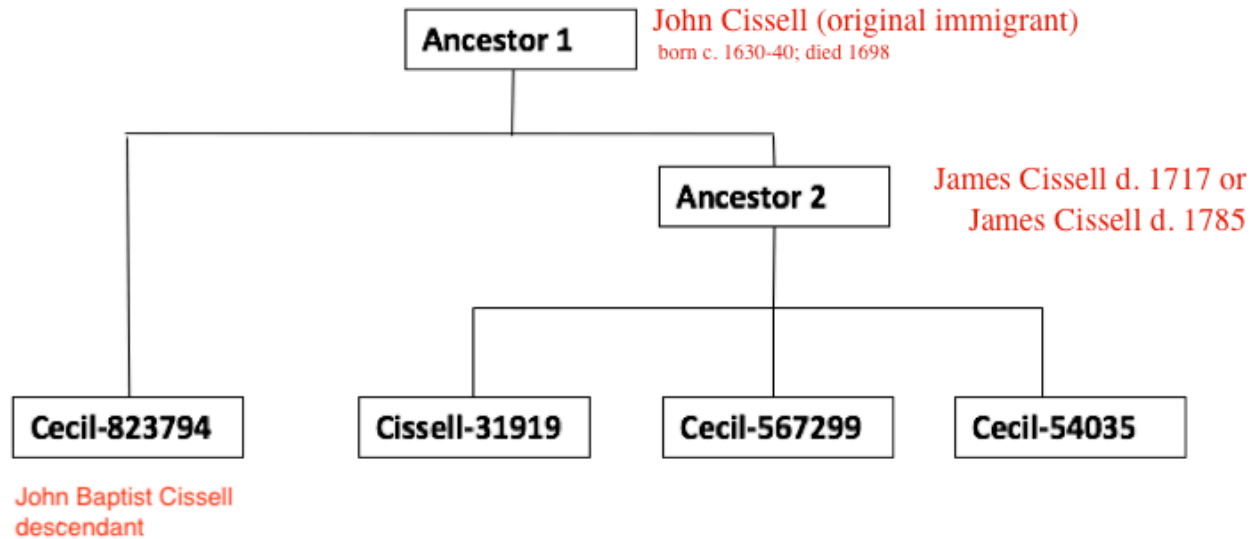 Ancestor 1
John Cissell (original immigrant)
born c. 1630-40; died 1698
Ancestor 2
James Cissell d. 1717 or
James Cissell d. 1785
Cecil-823794
Cissell-31919
Cecil-567299
Cecil-54035
John Baptist Cissell
descendant